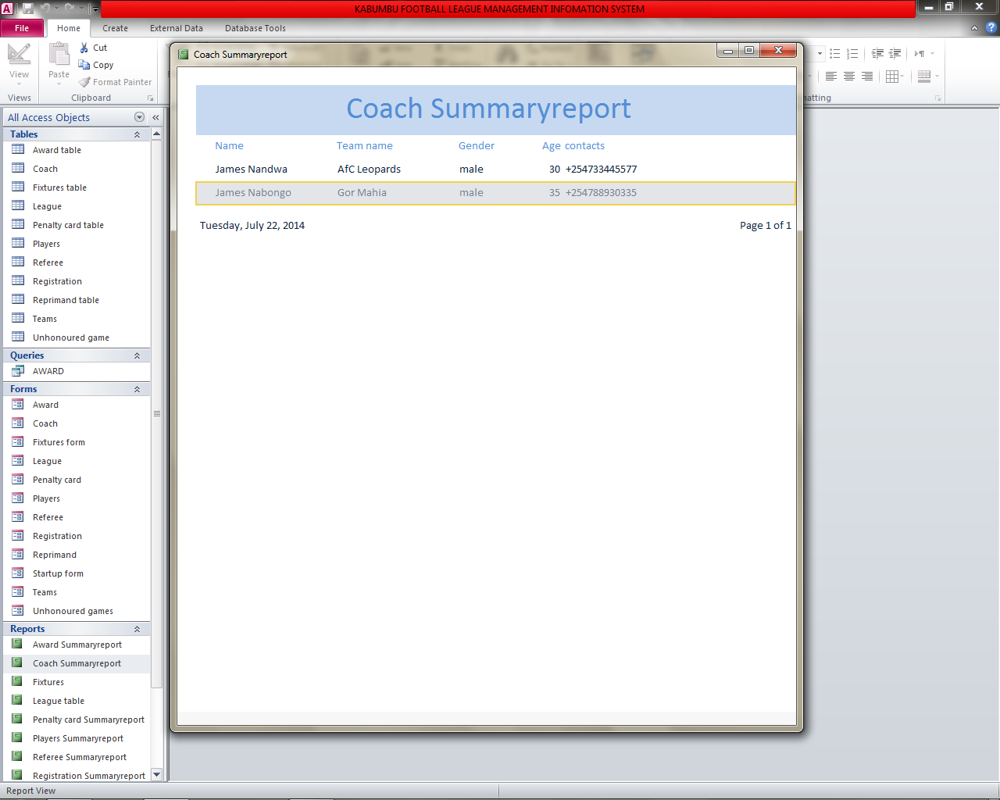 KABUMBU FOOTBALL LEAGUE MANAGEMENT INFOMATION SYSTEM
File Home Create External Data Database Tools
View
Paste
Cut
Copy
Format Painter
Views Clipboard matting
All Access Objects
Tables
Award table
Coach
Fixtures table
League
Penalty card table
Players
Referee
Registration
Reprimand table
Teams
Unhonoured game
Queries
AWARD
Forms
Award
Coach
Fixtures form
League
Penalty card
Players
Referee
Registration
Reprimand
Startup form
Teams
Unhonoured games
Reports
Award Summaryreport
Coach Summaryreport
Fixtures
League table
Penalty card Summaryreport
Players Summaryreport
Referee Summaryreport
Registration Summaryreport
Coach Summaryreport
Coach Summaryreport
Name Team name Gender Age contacts
James Nandwa AfC Leopards male 30 +254733445577
James Nabongo Gor Mahia male 35 +254788930335
Tuesday, July 22, 2014 Page 1 of 1
Report View